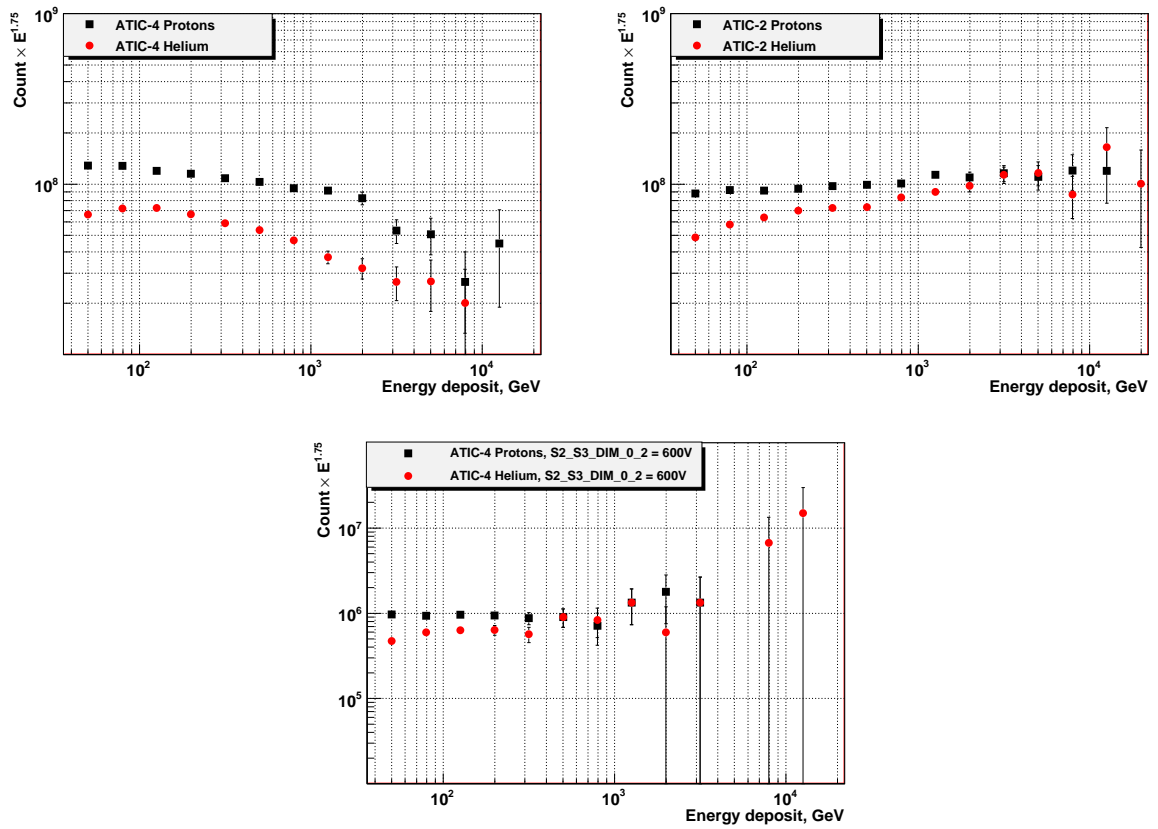 Count × E^1.75
10^9
10^8
ATIC-4 Protons
ATIC-4 Helium
10^2
10^3
10^4
Energy deposit, GeV
Count × E^1.75
10^9
10^8
ATIC-2 Protons
ATIC-2 Helium
10^2
10^3
10^4
Energy deposit, GeV
Count × E^1.75
10^7
10^6
10^5
ATIC-4 Protons, S2_S3_DIM_0_2 = 600V
ATIC-4 Helium, S2_S3_DIM_0_2 = 600V
10^2
10^3
10^4
Energy deposit, GeV